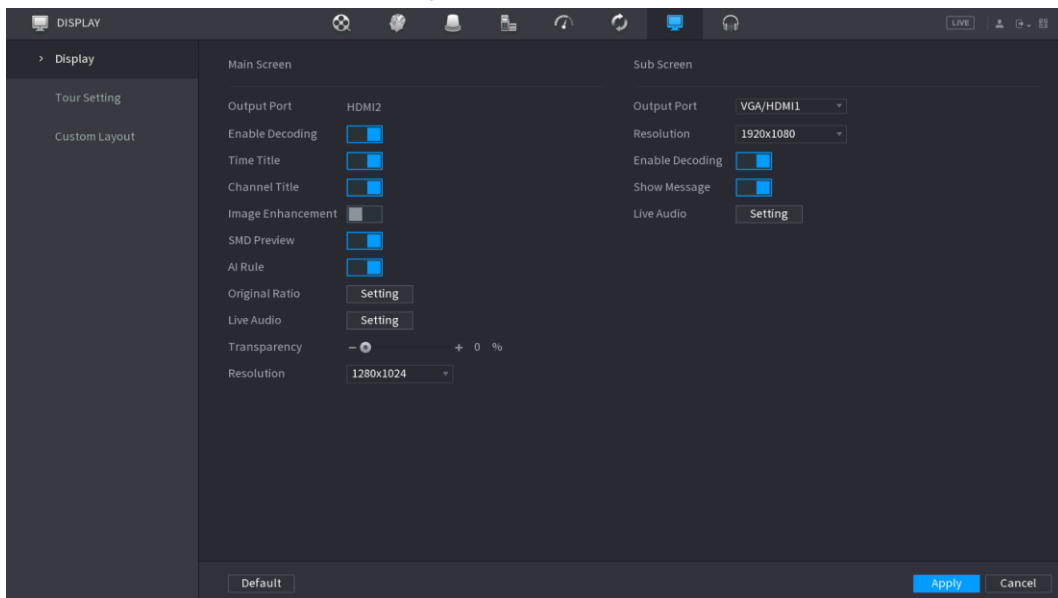 DISPLAY
LIVE
Display
Tour Setting
Custom Layout
Main Screen
Output Port HDMI2
Enable Decoding
Time Title
Channel Title
Image Enhancement
SMD Preview
AI Rule
Original Ratio Setting
Live Audio Setting
Transparency − + 0 %
Resolution 1280x1024
Sub Screen
Output Port VGA/HDMI1
Resolution 1920x1080
Enable Decoding
Show Message
Live Audio Setting
Default
Apply Cancel